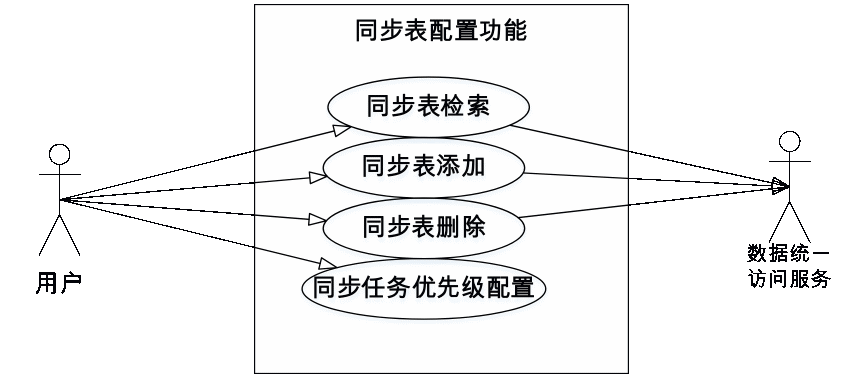 同步表配置功能
同步表检索
同步表添加
同步表删除
同步任务优先级配置
用户
数据统一
访问服务